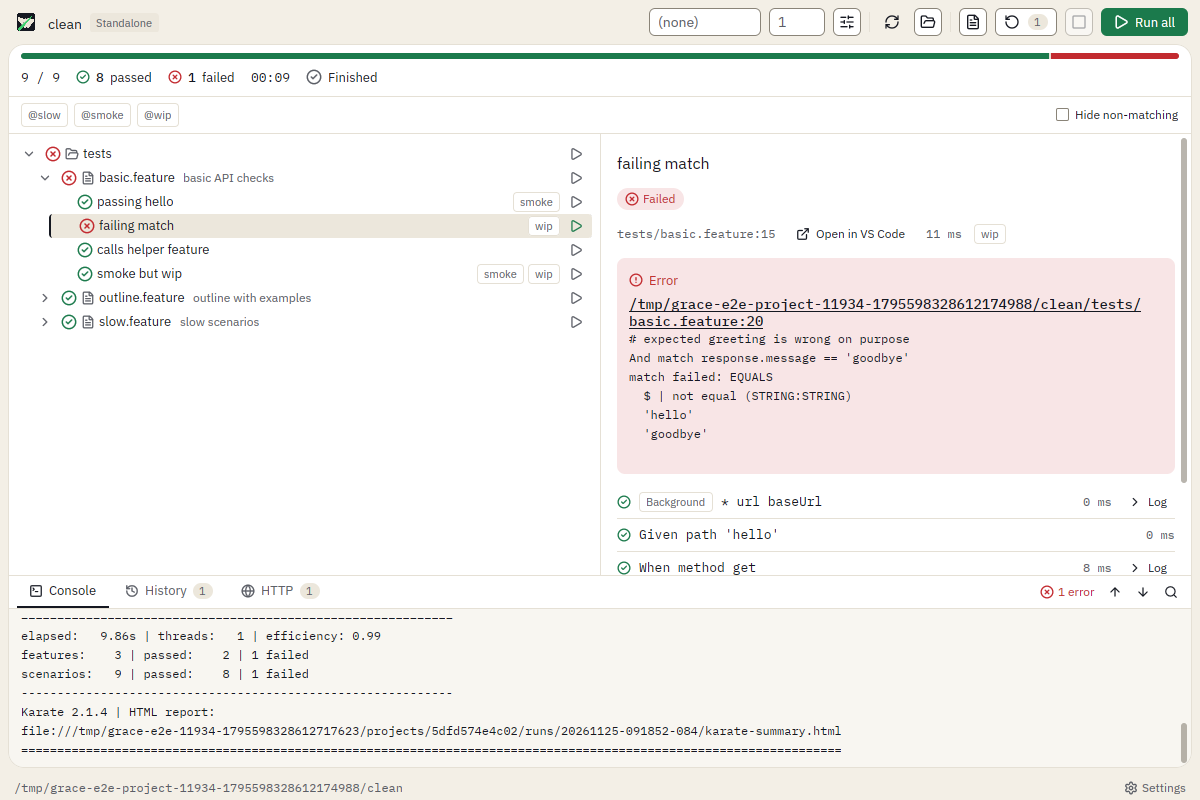 clean Standalone (none) 1 1 Run all
9 / 9 8 passed 1 failed 00:09 Finished
@slow @smoke @wip Hide non-matching
tests
basic.feature basic API checks
passing hello smoke
failing match wip
calls helper feature
smoke but wip smoke wip
outline.feature outline with examples
slow.feature slow scenarios
failing match
Failed
tests/basic.feature:15 Open in VS Code 11 ms wip
Error
/tmp/grace-e2e-project-11934-1795598328612174988/clean/tests/
basic.feature:20
# expected greeting is wrong on purpose
And match response.message == 'goodbye'
match failed: EQUALS
$ | not equal (STRING:STRING)
'hello'
'goodbye'
Background * url baseUrl 0 ms Log
Given path 'hello' 0 ms
When method get 8 ms Log
Console History 1 HTTP 1 1 error
---------------------------------------------------------
elapsed: 9.86s | threads: 1 | efficiency: 0.99
features: 3 | passed: 2 | 1 failed
scenarios: 9 | passed: 8 | 1 failed
---------------------------------------------------------
Karate 2.1.4 | HTML report:
file:///tmp/grace-e2e-11934-1795598328612717623/projects/5dfd574e4c02/runs/20261125-091852-084/karate-summary.html
===================================================================================================================
/tmp/grace-e2e-project-11934-1795598328612174988/clean Settings